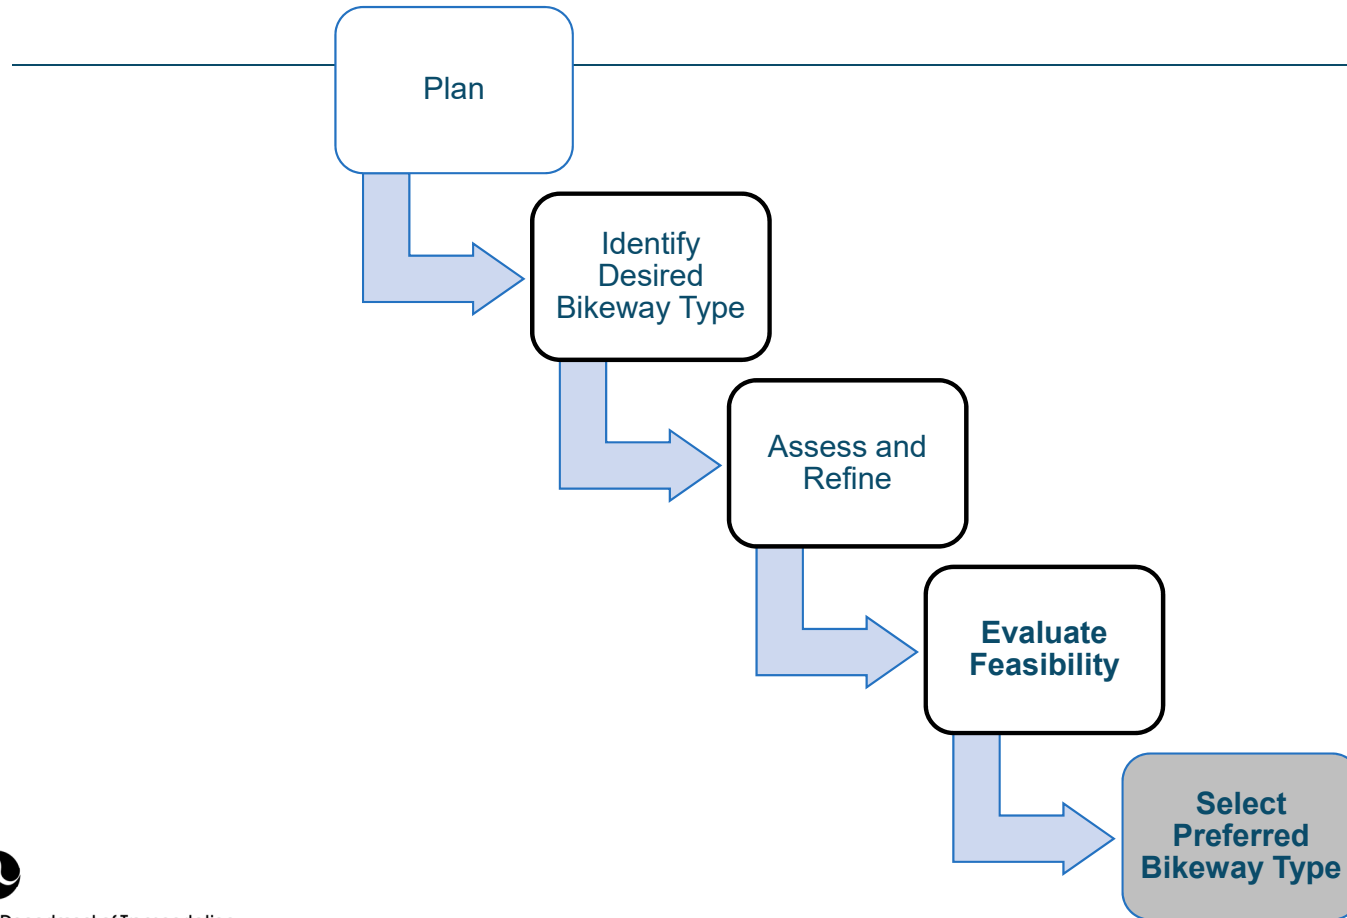 Plan
Identify
Desired
Bikeway Type
Assess and
Refine
Evaluate
Feasibility
Select
Preferred
Bikeway Type